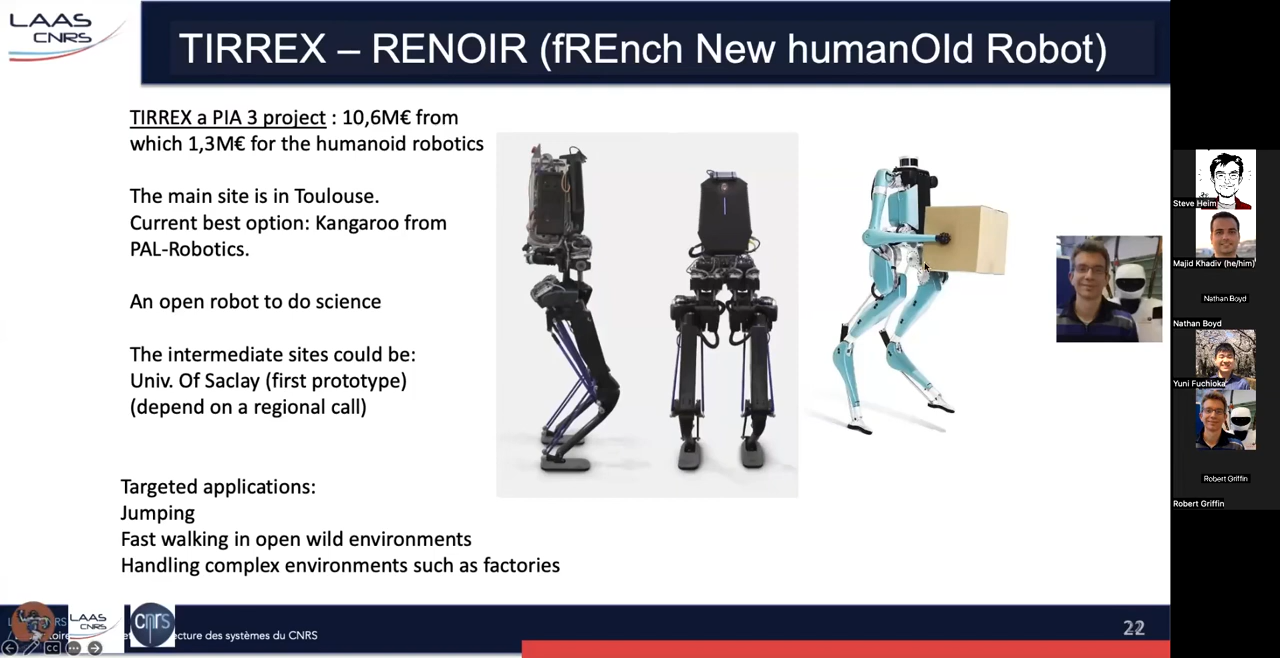 LAAS
CNRS
TIRREX – RENOIR (fREnch New humanOId Robot)
TIRREX a PIA 3 project : 10,6M€ from
which 1,3M€ for the humanoid robotics
The main site is in Toulouse.
Current best option: Kangaroo from
PAL-Robotics.
An open robot to do science
The intermediate sites could be:
Univ. Of Saclay (first prototype)
(depend on a regional call)
Targeted applications:
Jumping
Fast walking in open wild environments
Handling complex environments such as factories
Steve Heim
Majid Khadiv (he/him)
Nathan Boyd
Nathan Boyd
Yuni Fuchioka
Robert Griffin
Robert Griffin
LAAS
CNRS
cnrs
ecture des systèmes du CNRS
CC
22